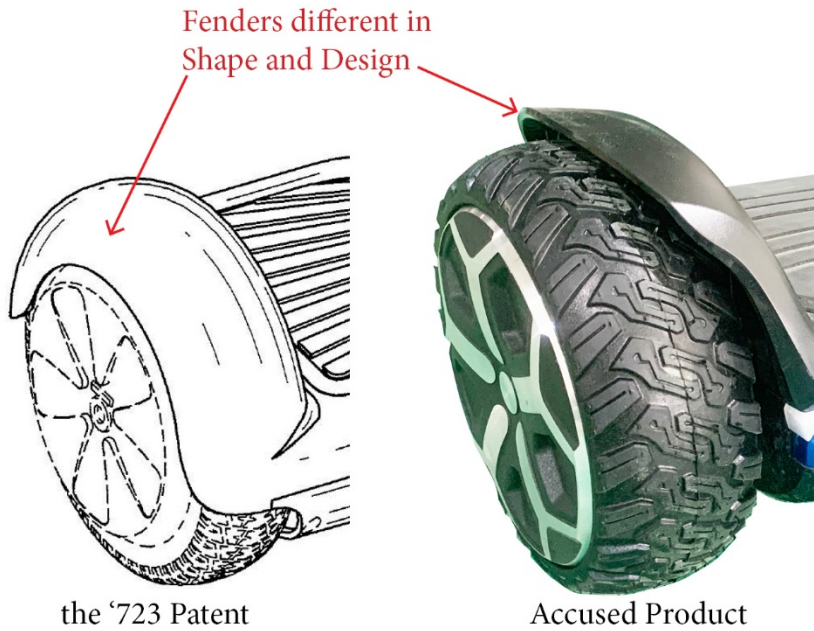 Fenders different in
Shape and Design
the ‘723 Patent
Accused Product